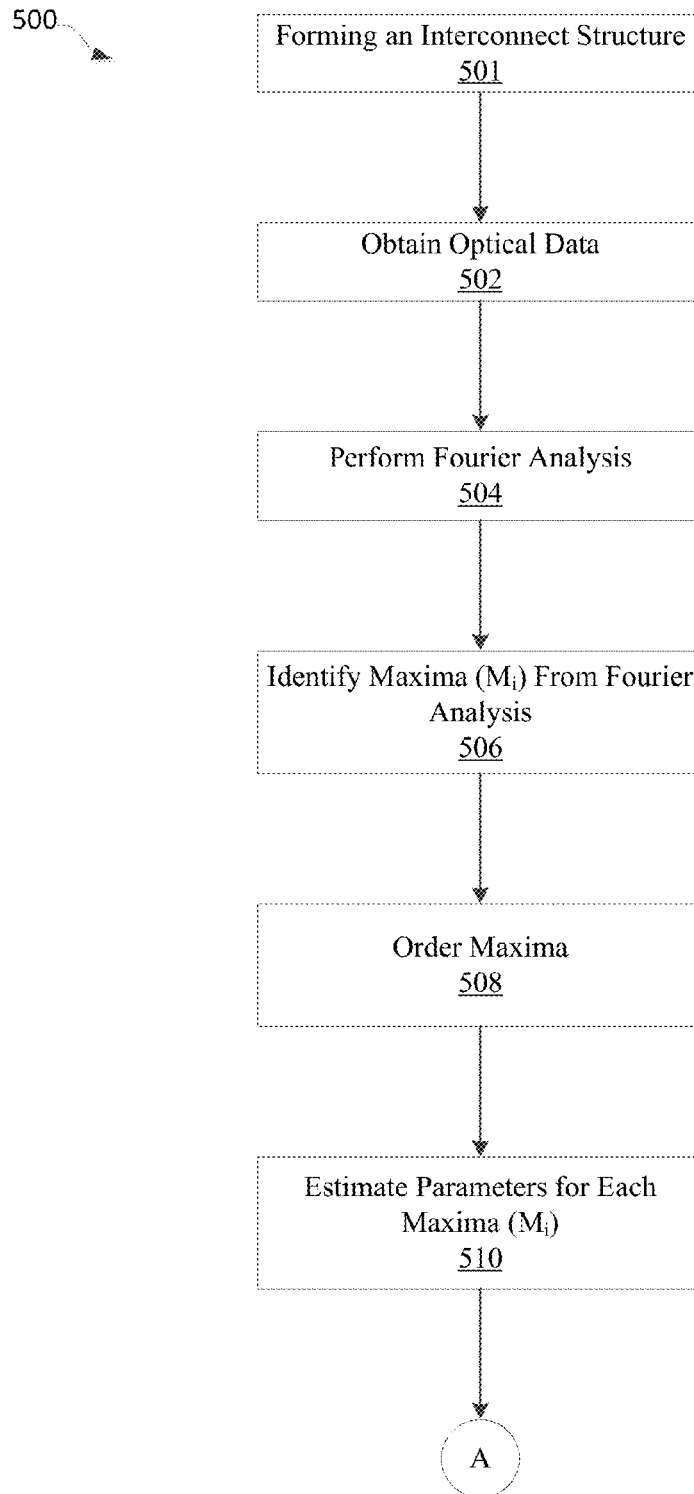 500
Forming an Interconnect Structure
501
Obtain Optical Data
502
Perform Fourier Analysis
504
Identify Maxima (Mi) From Fourier
Analysis
506
Order Maxima
508
Estimate Parameters for Each
Maxima (Mi)
510
A